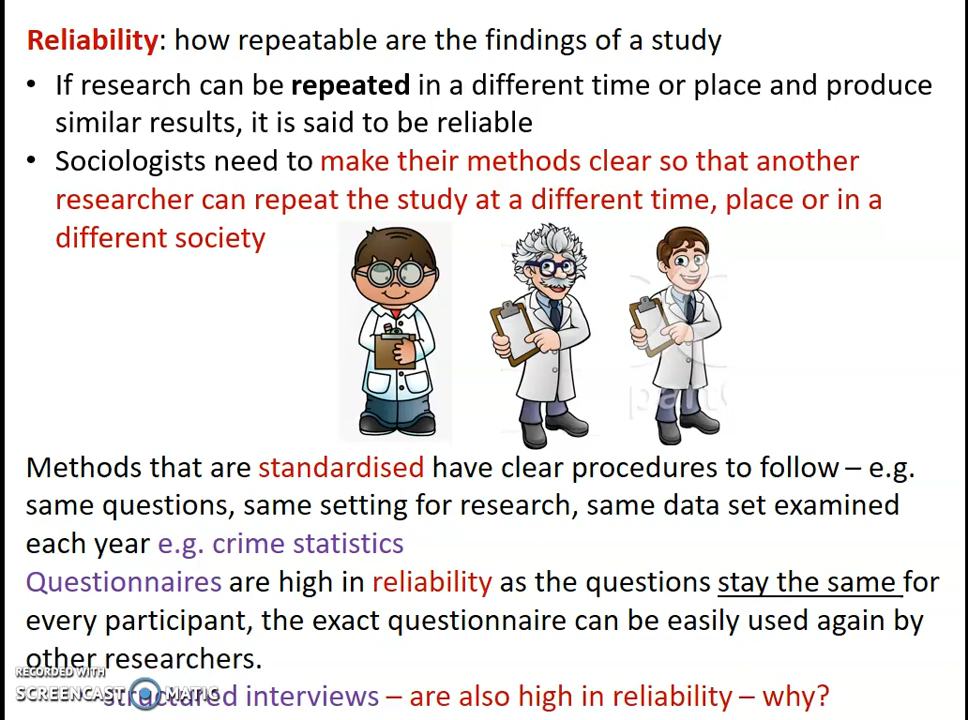 Reliability: how repeatable are the findings of a study
• If research can be repeated in a different time or place and produce
similar results, it is said to be reliable
• Sociologists need to make their methods clear so that another
researcher can repeat the study at a different time, place or in a
different society
Methods that are standardised have clear procedures to follow – e.g.
same questions, same setting for research, same data set examined
each year e.g. crime statistics
Questionnaires are high in reliability as the questions stay the same for
every participant, the exact questionnaire can be easily used again by
other researchers.
RECORDED WITH
SCREENCAST MATIC
structured interviews – are also high in reliability – why?